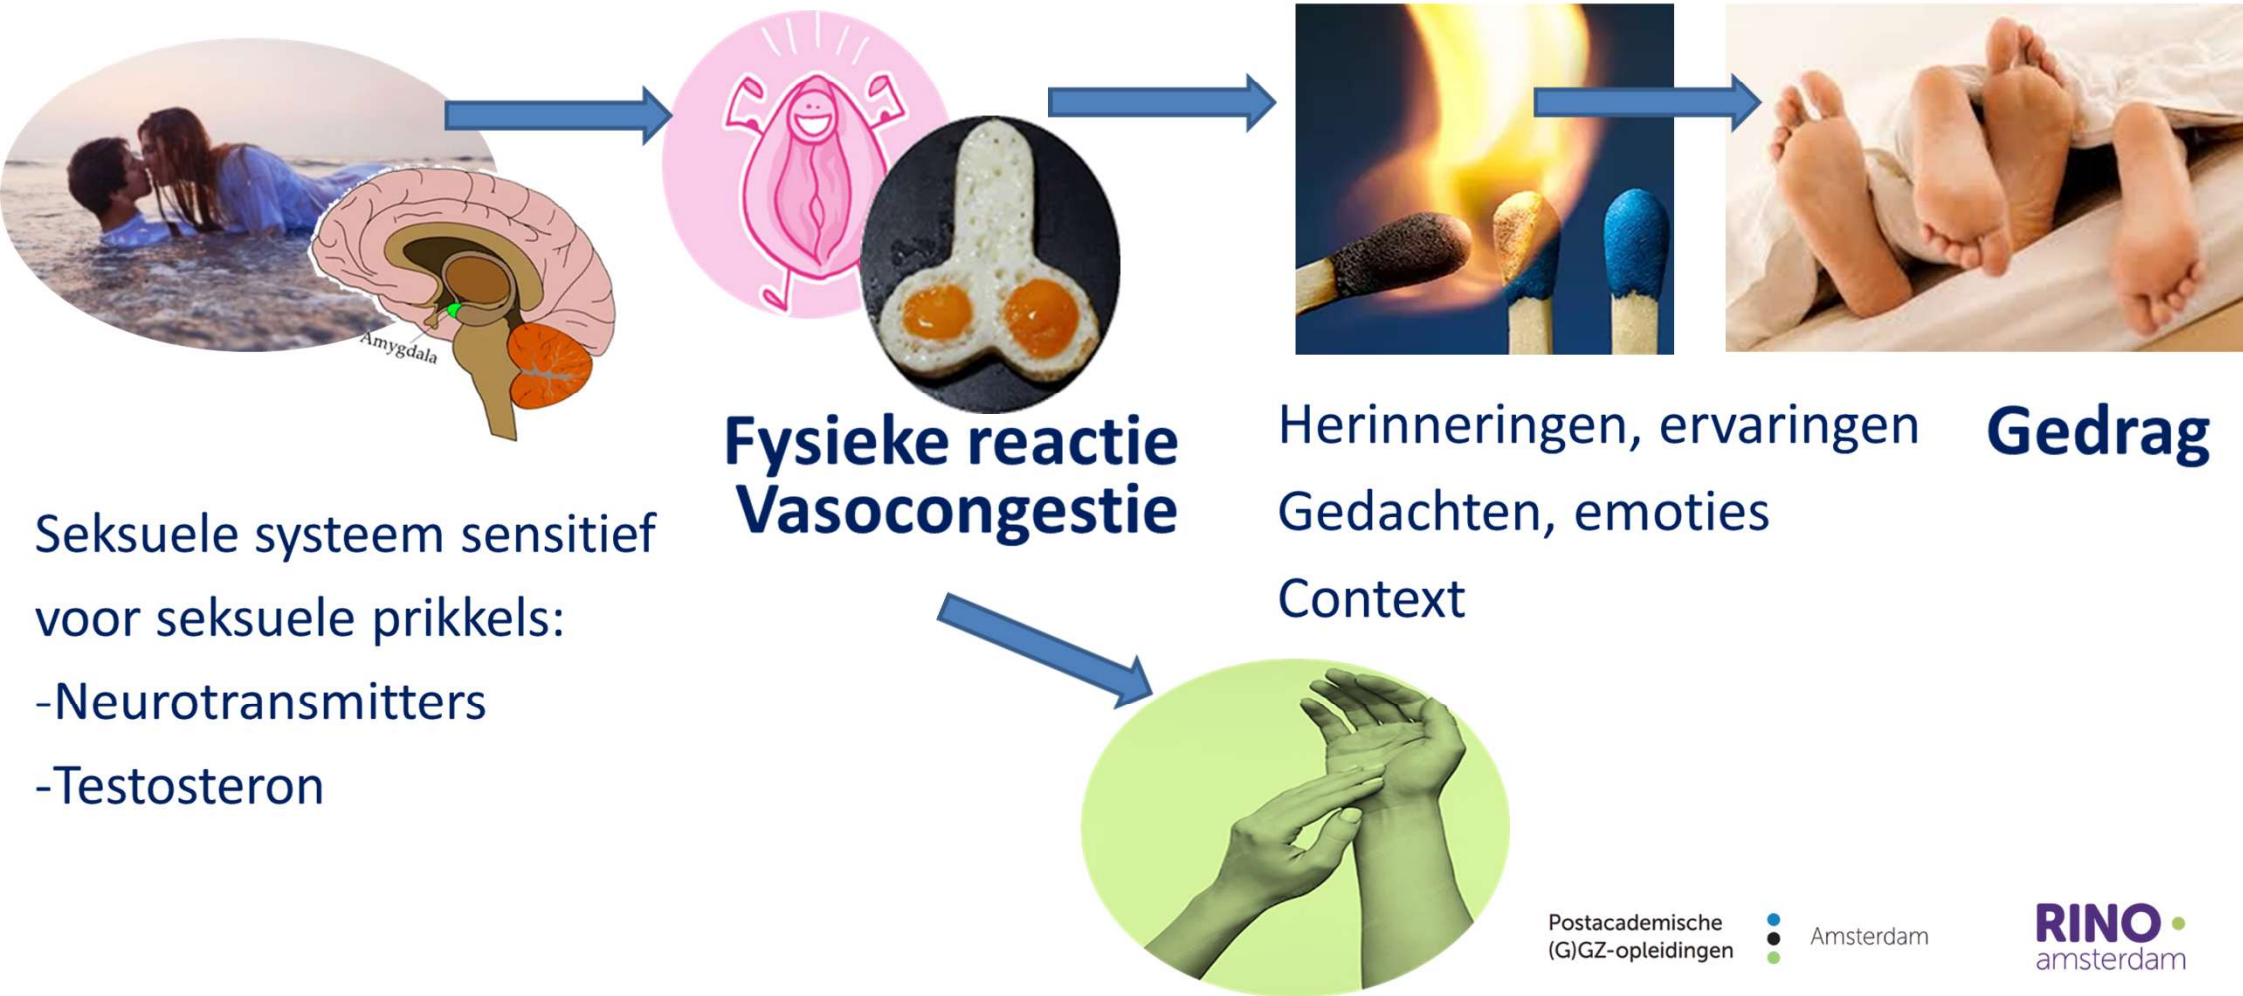 Amygdala
Seksuele systeem sensitief
voor seksuele prikkels:
-Neurotransmitters
-Testosteron
Fysieke reactie
Vasocongestie
Herinneringen, ervaringen
Gedachten, emoties
Context
Gedrag
Postacademische
(G)GZ-opleidingen
Amsterdam
RINO
amsterdam